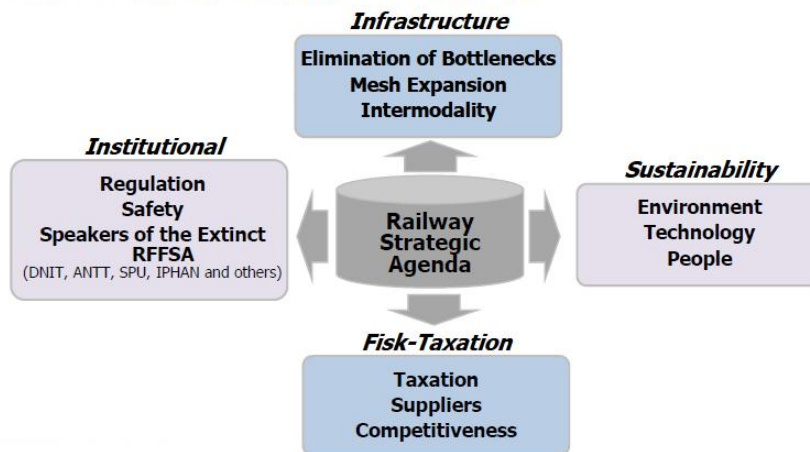 Infrastructure
Elimination of Bottlenecks
Mesh Expansion
Intermodality
Institutional
Regulation
Safety
Speakers of the Extinct
RFFSA
(DNIT, ANTT, SPU, IPHAN and others)
Railway
Strategic
Agenda
Sustainability
Environment
Technology
People
Fisk-Taxation
Taxation
Suppliers
Competitiveness